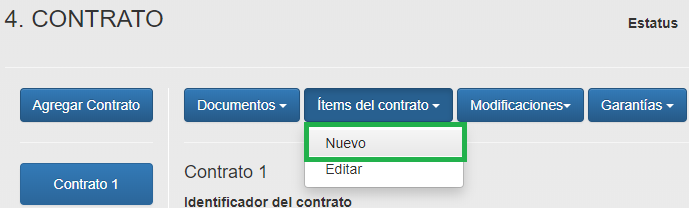 4. CONTRATO
Estatus
Agregar Contrato
Documentos
Ítems del contrato
Modificaciones
Garantías
Nuevo
Editar
Contrato 1
Contrato 1
Identificador del contrato